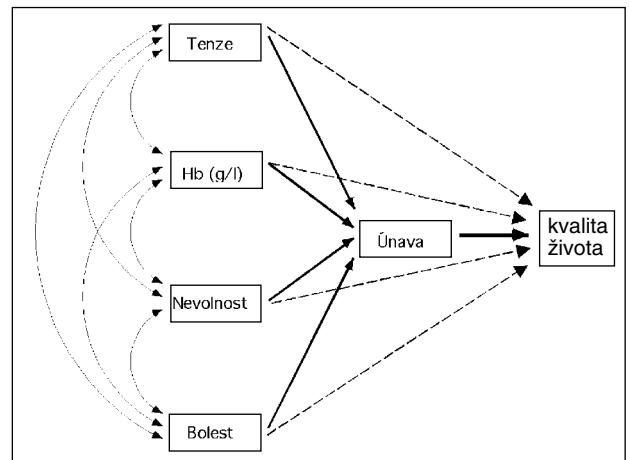 Tenze
Hb (g/l)
Únava
kvalita
života
Nevolnost
Bolest